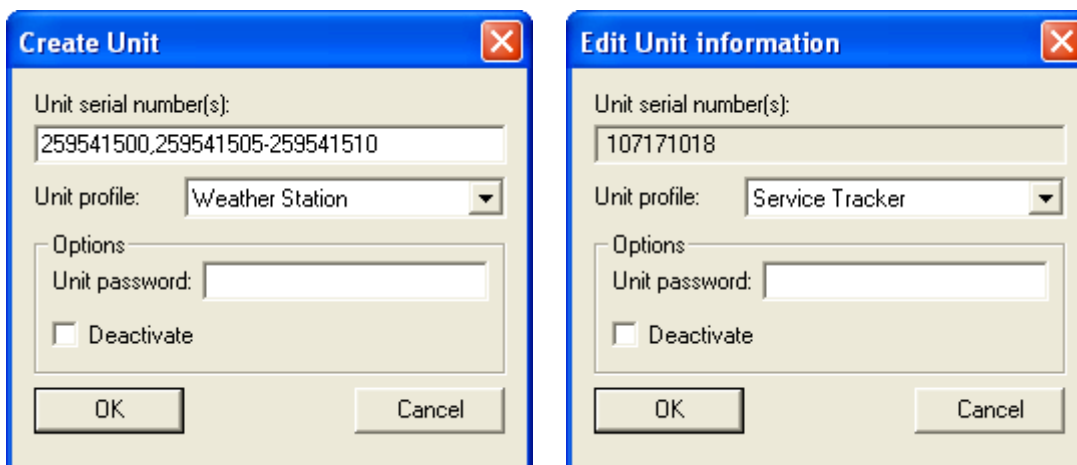 Create Unit
Unit serial number(s):
259541500,259541505-259541510
Unit profile: Weather Station
Options
Unit password:
Deactivate
OK Cancel
Edit Unit information
Unit serial number(s):
107171018
Unit profile: Service Tracker
Options
Unit password:
Deactivate
OK Cancel